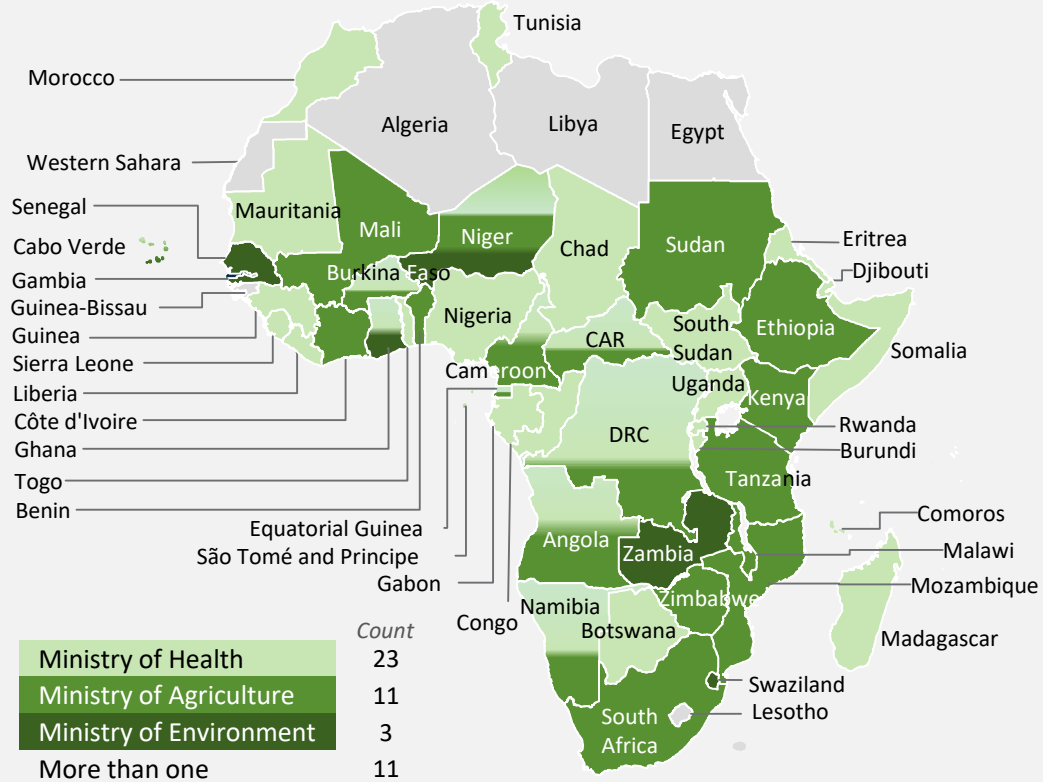 Tunisia
Morocco
Algeria
Libya
Egypt
Western Sahara
Senegal
Mauritania
Mali
Niger
Chad
Sudan
Eritrea
Cabo Verde
Djibouti
Gambia
Burkina Faso
Guinea-Bissau
Nigeria
CAR
South
Sudan
Ethiopia
Guinea
Somalia
Sierra Leone
Cameroon
Uganda
Kenya
Liberia
Côte d'Ivoire
DRC
Rwanda
Ghana
Burundi
Togo
Tanzania
Benin
Equatorial Guinea
Comoros
São Tomé and Principe
Angola
Zambia
Malawi
Gabon
Mozambique
Namibia
Zimbabwe
Congo
Botswana
Madagascar
Swaziland
Lesotho
South
Africa
Count
Ministry of Health 23
Ministry of Agriculture 11
Ministry of Environment 3
More than one 11